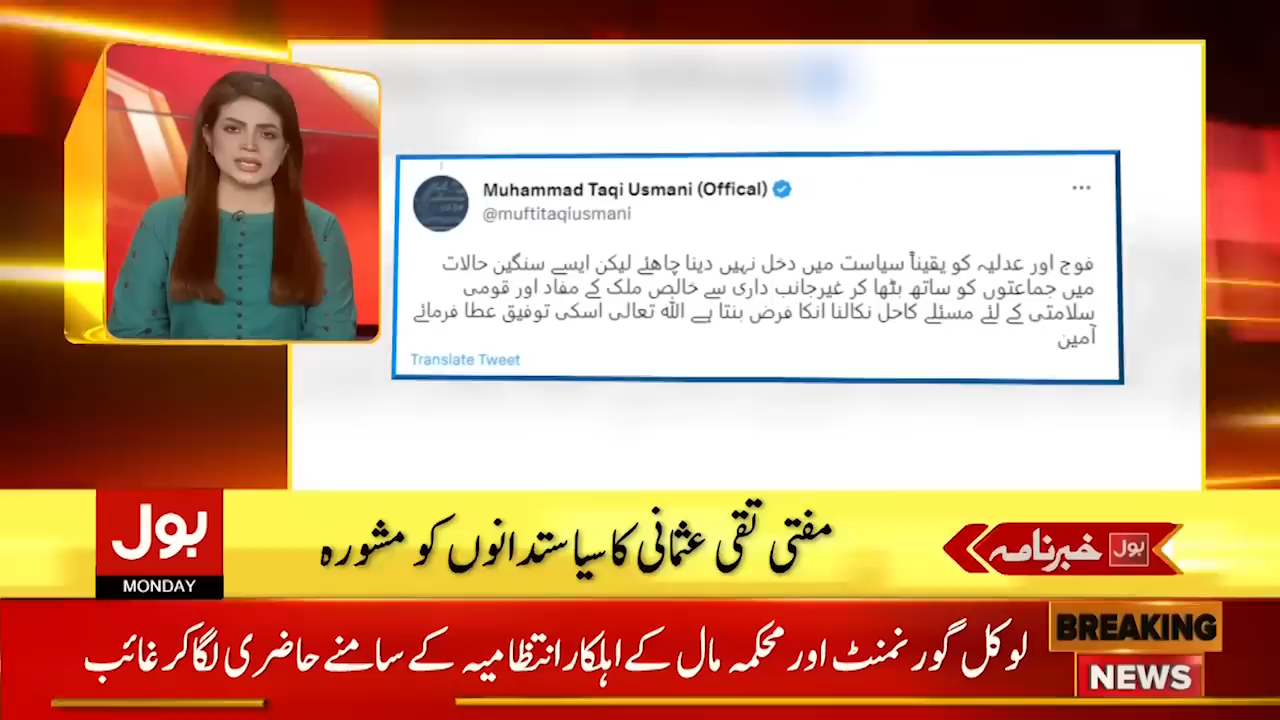 Muhammad Taqi Usmani (Offical)
@muftitaqiusmani
فوج اور عدلیہ کو یقیناً سیاست میں دخل نہیں دینا چاھئے لیکن ایسے سنگین حالات
میں جماعتوں کو ساتھ بٹھا کر غیرجانب داری سے خالص ملک کے مفاد اور قومی
سلامتی کے لئے مسئلے کاحل نکالنا انکا فرض بنتا ہے اللہ تعالی اسکی توفیق عطا فرمائے
آمین
Translate Tweet
بول
MONDAY
مفتی تقی عثمانی کا سیاستدانوں کو مشورہ
بول خبرنامہ
لوکل گورنمنٹ اور محکمہ مال کے اہلکار انتظامیہ کے سامنے حاضری لگا کر غائب
BREAKING
NEWS